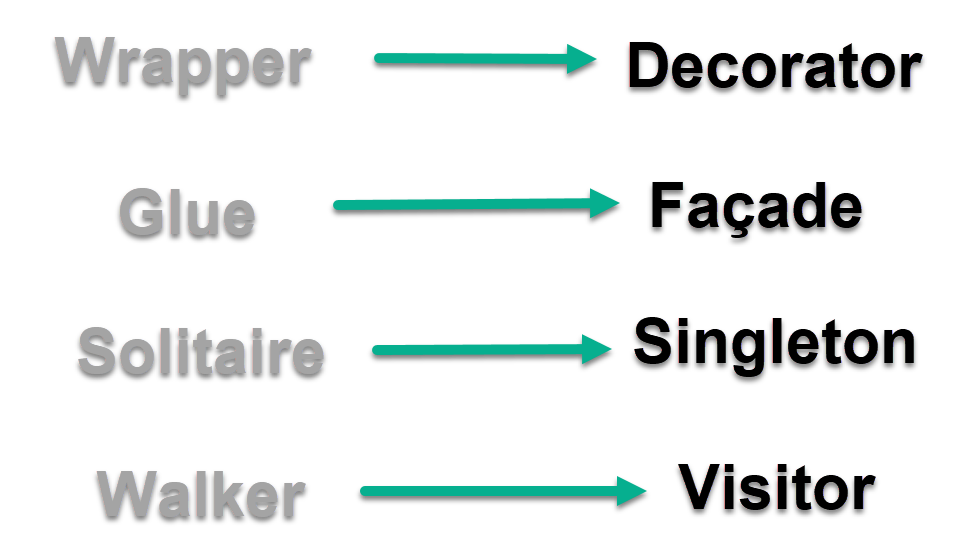 Wrapper Decorator
Glue Façade
Solitaire Singleton
Walker Visitor